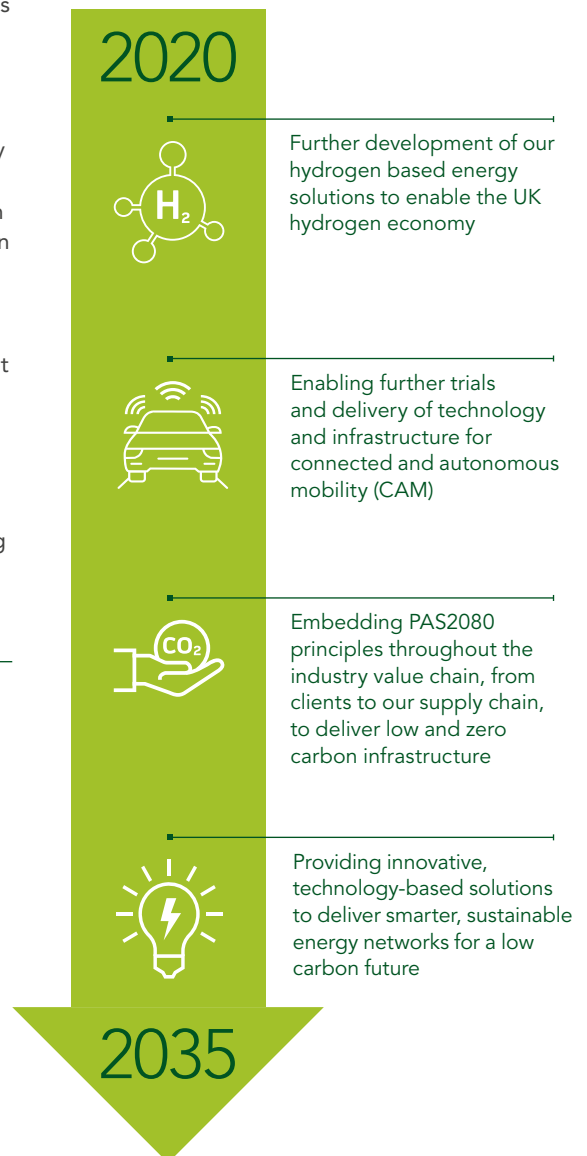 2020
H2
Further development of our
hydrogen based energy
solutions to enable the UK
hydrogen economy
Enabling further trials
and delivery of technology
and infrastructure for
connected and autonomous
mobility (CAM)
CO2
Embedding PAS2080
principles throughout the
industry value chain, from
clients to our supply chain,
to deliver low and zero
carbon infrastructure
Providing innovative,
technology-based solutions
to deliver smarter, sustainable
energy networks for a low
carbon future
2035